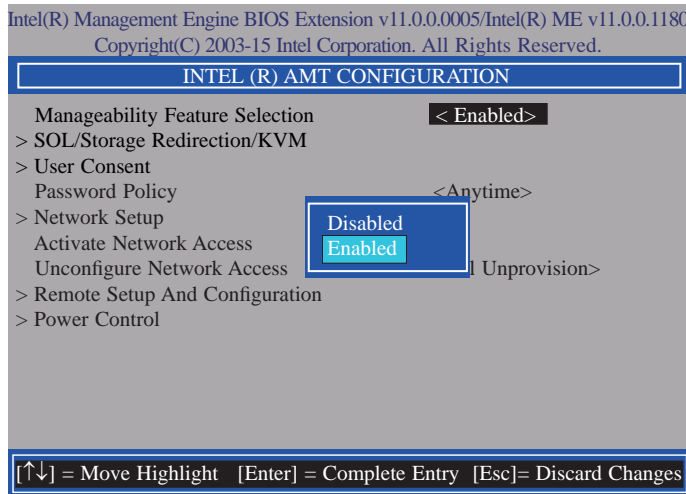 Intel(R) Management Engine BIOS Extension v11.0.0.0005/Intel(R) ME v11.0.0.1180
Copyright(C) 2003-15 Intel Corporation. All Rights Reserved.
INTEL (R) AMT CONFIGURATION
Manageability Feature Selection < Enabled>
> SOL/Storage Redirection/KVM
> User Consent
Password Policy <Anytime>
> Network Setup
Disabled
Activate Network Access
Enabled
Unconfigure Network Access l Unprovision>
> Remote Setup And Configuration
> Power Control
[↑↓] = Move Highlight [Enter] = Complete Entry [Esc]= Discard Changes